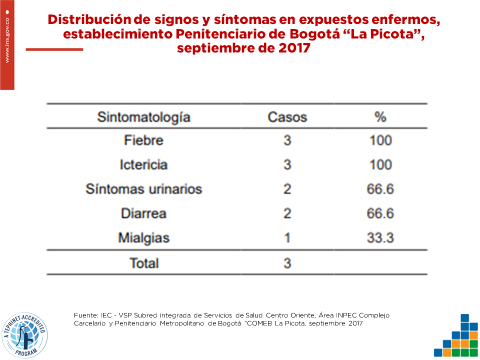 Distribución de signos y síntomas en expuestos enfermos,
establecimiento Penitenciario de Bogotá “La Picota”,
septiembre de 2017
www.ins.gov.co
Sintomatología Casos %
Fiebre 3 100
Ictericia 3 100
Síntomas urinarios 2 66.6
Diarrea 2 66.6
Mialgias 1 33.3
Total 3
Fuente: IEC - VSP Subred integrada de Servicios de Salud Centro Oriente, Área INPEC Complejo
Carcelario y Penitenciario Metropolitano de Bogotá "COMEB La Picota, septiembre 2017
A TEPHINET ACCREDITED
PROGRAM